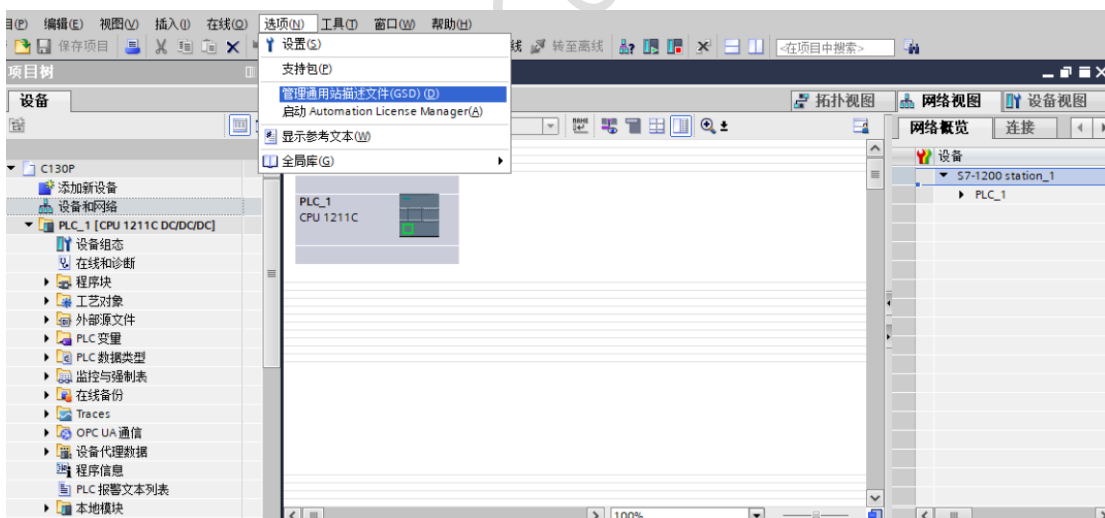 目(P) 编辑(E) 视图(V) 插入(I) 在线(O) 选项(N) 工具(T) 窗口(W) 帮助(H)
保存项目 设置(S) 线 转至离线 <在项目中搜索>
项目树 支持包(P)
设备 管理通用站描述文件(GSD) (D) 拓扑视图 网络视图 设备视图
启动 Automation License Manager(A) 网络概览 连接
显示参考文本(W) 设备
全局库(G)
C130P S7-1200 station_1
添加新设备 PLC_1
设备和网络 PLC_1
PLC_1 [CPU 1211C DC/DC/DC] CPU 1211C
设备组态
在线和诊断
程序块
工艺对象
外部源文件
PLC 变量
PLC 数据类型
监控与强制表
在线备份
Traces
OPC UA 通信
设备代理数据
程序信息
PLC 报警文本列表
本地模块
100%